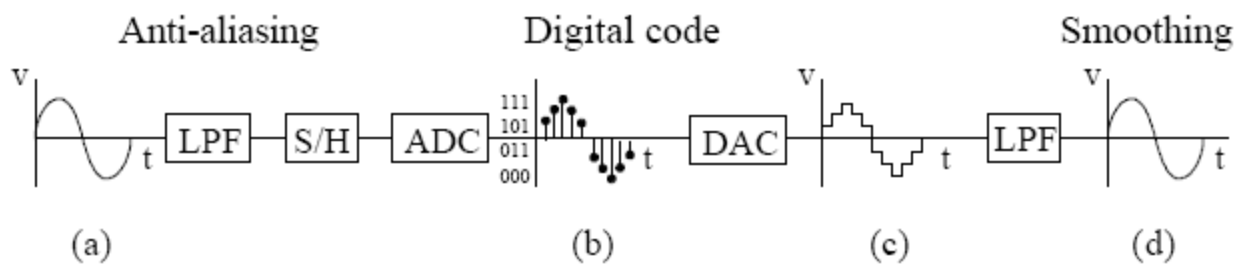 Anti-aliasing Digital code Smoothing
v v v
111
101
011
000
LPF S/H ADC DAC LPF
t t t t
(a) (b) (c) (d)